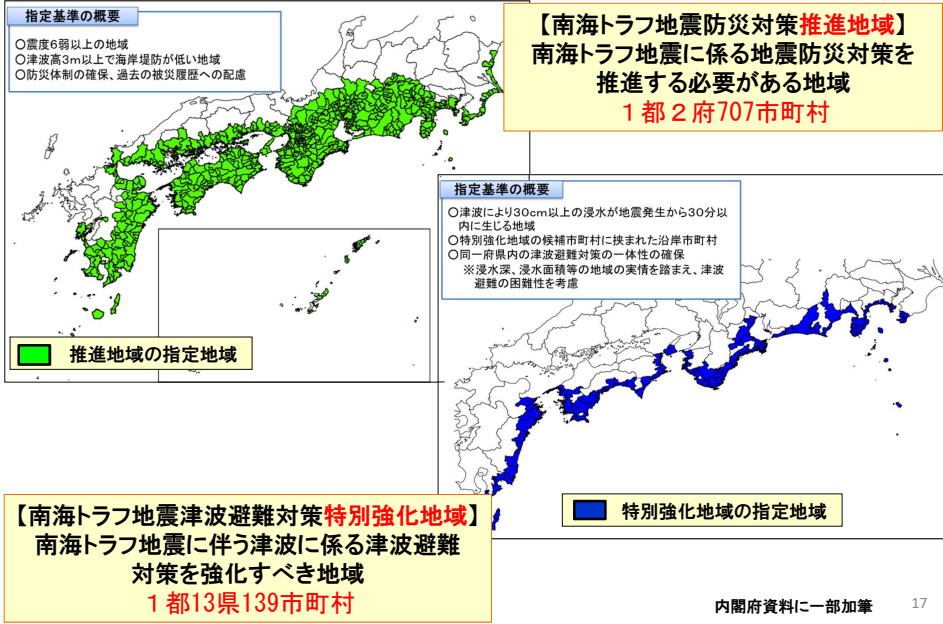 指定基準の概要
○震度6弱以上の地域
○津波高3m以上で海岸堤防が低い地域
○防災体制の確保、過去の被災履歴への配慮
【南海トラフ地震防災対策推進地域】
南海トラフ地震に係る地震防災対策を
推進する必要がある地域
1都2府707市町村
推進地域の指定地域
指定基準の概要
○津波により30cm以上の浸水が地震発生から30分以
内に生じる地域
○特別強化地域の候補市町村に挟まれた沿岸市町村
○同一府県内の津波避難対策の一体性の確保
※浸水深、浸水面積等の地域の実情を踏まえ、津波
避難の困難性を考慮
特別強化地域の指定地域
【南海トラフ地震津波避難対策特別強化地域】
南海トラフ地震に伴う津波に係る津波避難
対策を強化すべき地域
1都13県139市町村
内閣府資料に一部加筆
17